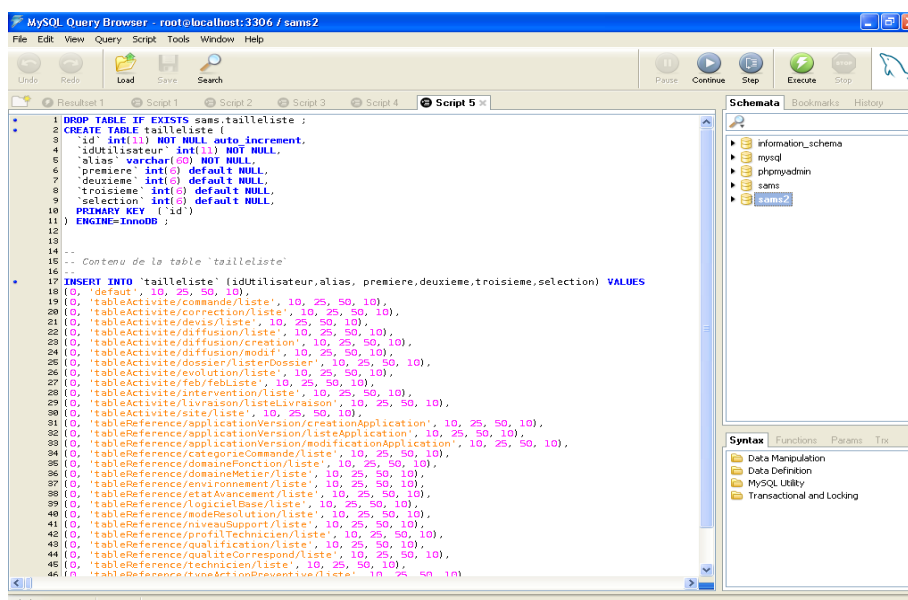 MySQL Query Browser - root@localhost:3306 / sams2
File Edit View Query Script Tools Window Help
Undo Redo Load Save Search Pause Continue Step Execute Stop
Resultset 1 Script 1 Script 2 Script 3 Script 4 Script 5
1 DROP TABLE IF EXISTS sams.tailleliste ;
2 CREATE TABLE tailleliste (
3 `id` int(11) NOT NULL auto_increment,
4 `idUtilisateur` int(11) NOT NULL,
5 `alias` varchar(60) NOT NULL,
6 `premiere` int(6) default NULL,
7 `deuxieme` int(6) default NULL,
8 `troisieme` int(6) default NULL,
9 `selection` int(6) default NULL,
10 PRIMARY KEY (`id`)
11 ) ENGINE=InnoDB ;
12
13
14 --
15 -- Contenu de la table `tailleliste`
16 --
17 INSERT INTO `tailleliste` (idUtilisateur,alias, premiere,deuxieme,troisieme,selection) VALUES
18 (0, 'defaut', 10, 25, 50, 10),
19 (0, 'tableActivite/commande/liste', 10, 25, 50, 10),
20 (0, 'tableActivite/correction/liste', 10, 25, 50, 10),
21 (0, 'tableActivite/devis/liste', 10, 25, 50, 10),
22 (0, 'tableActivite/diffusion/liste', 10, 25, 50, 10),
23 (0, 'tableActivite/diffusion/creation', 10, 25, 50, 10),
24 (0, 'tableActivite/diffusion/modif', 10, 25, 50, 10),
25 (0, 'tableActivite/dossier/listerDossier', 10, 25, 50, 10),
26 (0, 'tableActivite/evolution/liste', 10, 25, 50, 10),
27 (0, 'tableActivite/feb/febListe', 10, 25, 50, 10),
28 (0, 'tableActivite/intervention/liste', 10, 25, 50, 10),
29 (0, 'tableActivite/livraison/listeLivraison', 10, 25, 50, 10),
30 (0, 'tableActivite/site/liste', 10, 25, 50, 10),
31 (0, 'tableReference/applicationVersion/creationApplication', 10, 25, 50, 10),
32 (0, 'tableReference/applicationVersion/listeApplication', 10, 25, 50, 10),
33 (0, 'tableReference/applicationVersion/modificationApplication', 10, 25, 50, 10),
34 (0, 'tableReference/categorieCommande/liste', 10, 25, 50, 10),
35 (0, 'tableReference/domaineFonction/liste', 10, 25, 50, 10),
36 (0, 'tableReference/domaineMetier/liste', 10, 25, 50, 10),
37 (0, 'tableReference/environnement/liste', 10, 25, 50, 10),
38 (0, 'tableReference/etatAvancement/liste', 10, 25, 50, 10),
39 (0, 'tableReference/logicielBase/liste', 10, 25, 50, 10),
40 (0, 'tableReference/modeResolution/liste', 10, 25, 50, 10),
41 (0, 'tableReference/niveauSupport/liste', 10, 25, 50, 10),
42 (0, 'tableReference/profilTechnicien/liste', 10, 25, 50, 10),
43 (0, 'tableReference/qualification/liste', 10, 25, 50, 10),
44 (0, 'tableReference/qualiteCorrespond/liste', 10, 25, 50, 10),
45 (0, 'tableReference/technicien/liste', 10, 25, 50, 10),
46 (0, 'tableReference/typeActionPreventive/liste', 10, 25, 50, 10)
Schemata Bookmarks History
information_schema
mysql
phpmyadmin
sams
sams2
Syntax Functions Params Trx
Data Manipulation
Data Definition
MySQL Utility
Transactional and Locking